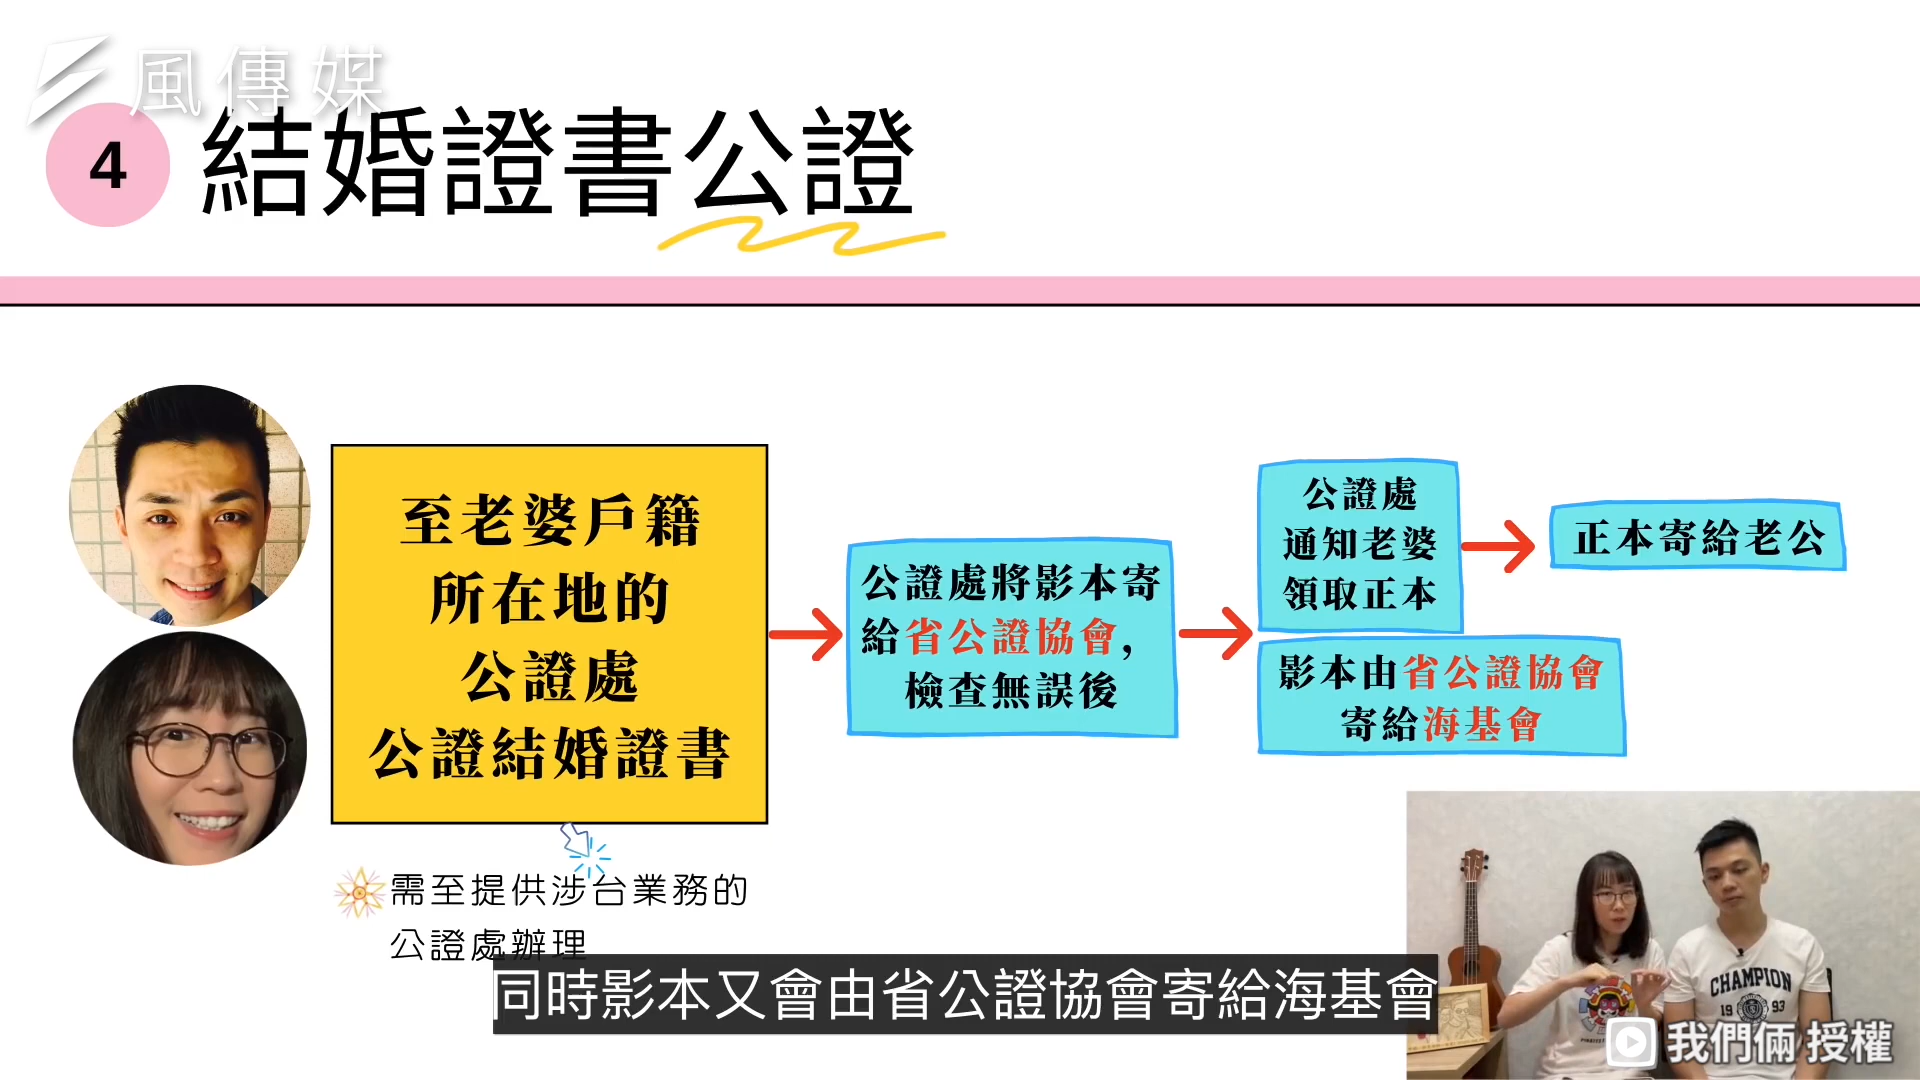 風傳媒
4
結婚證書公證
至老婆戶籍
所在地的
公證處
公證結婚證書
需至提供涉台業務的
公證處辦理
公證處將影本寄
給省公證協會，
檢查無誤後
公證處
通知老婆
領取正本
正本寄給老公
影本由省公證協會
寄給海基會
CHAMPION
1993
同時影本又會由省公證協會寄給海基會
我們倆 授權